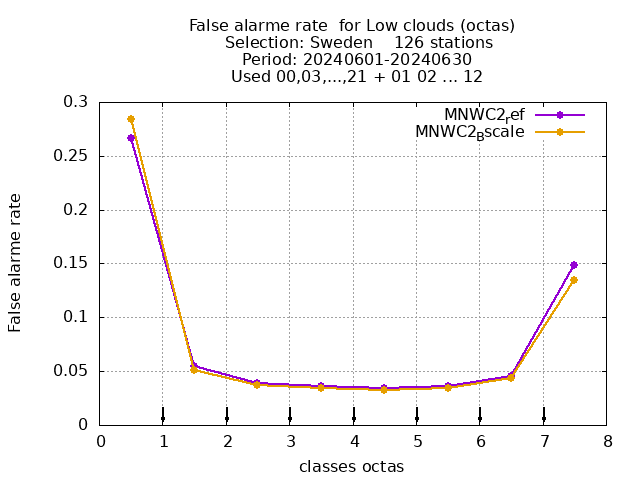 False alarme rate  for Low clouds (octas)
Selection: Sweden    126 stations
Period: 20240601-20240630
Used 00,03,...,21 + 01 02 ... 12
MNWC2ref
MNWC2Bscale
False alarme rate
0.3
0.25
0.2
0.15
0.1
0.05
0
0 1 2 3 4 5 6 7 8
classes octas